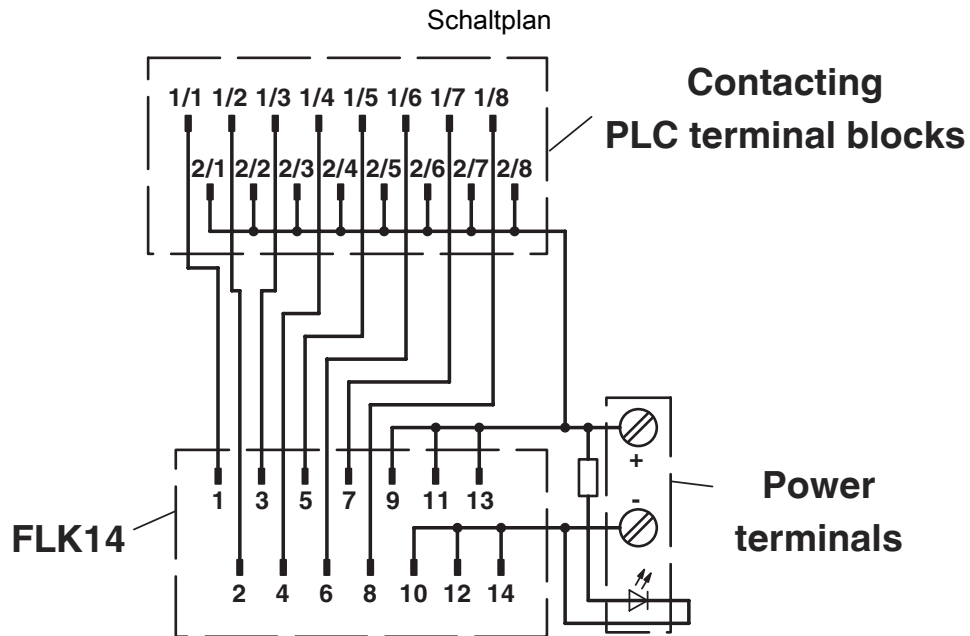 Schaltplan
1/1 1/2 1/3 1/4 1/5 1/6 1/7 1/8
Contacting
PLC terminal blocks
2/1 2/2 2/3 2/4 2/5 2/6 2/7 2/8
+
-
1 3 5 7 9 11 13
Power
terminals
FLK14
2 4 6 8 10 12 14